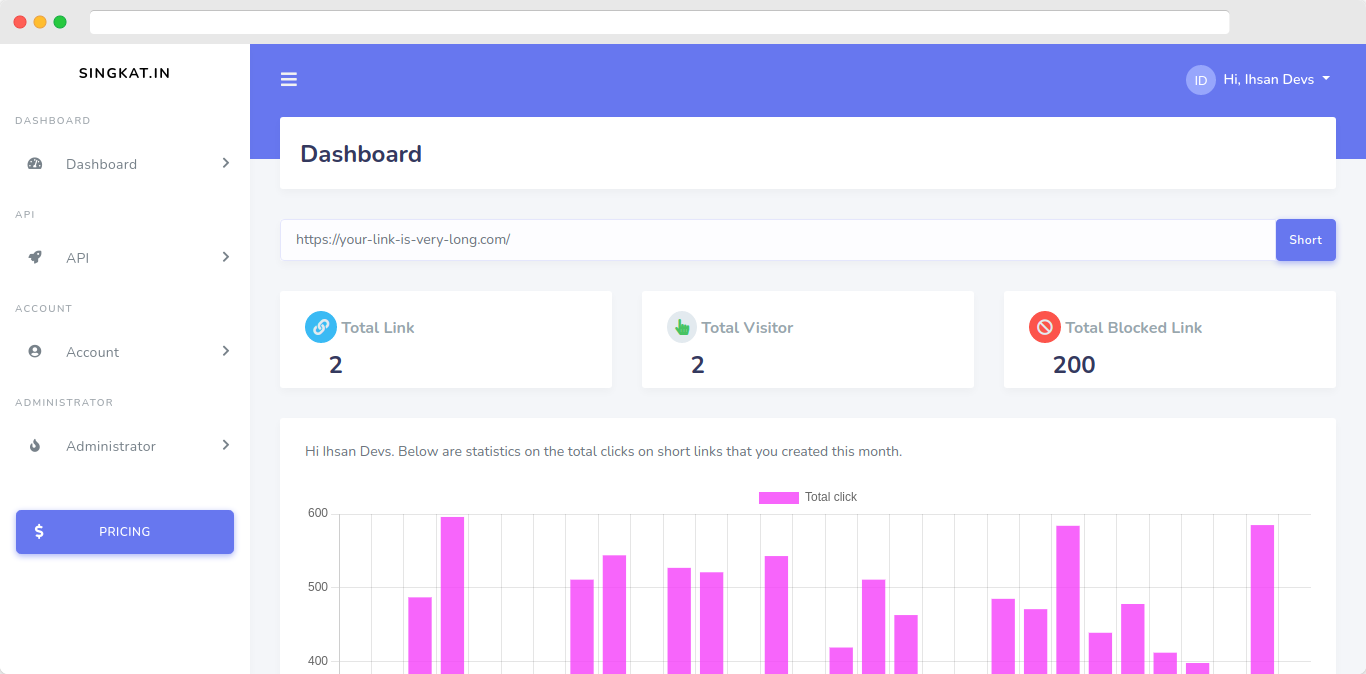 SINGKAT.IN
DASHBOARD
Dashboard
API
API
ACCOUNT
Account
ADMINISTRATOR
Administrator
$ PRICING
ID Hi, Ihsan Devs
Dashboard
https://your-link-is-very-long.com/ Short
Total Link
2
Total Visitor
2
Total Blocked Link
200
Hi Ihsan Devs. Below are statistics on the total clicks on short links that you created this month.
Total click
600
500
400